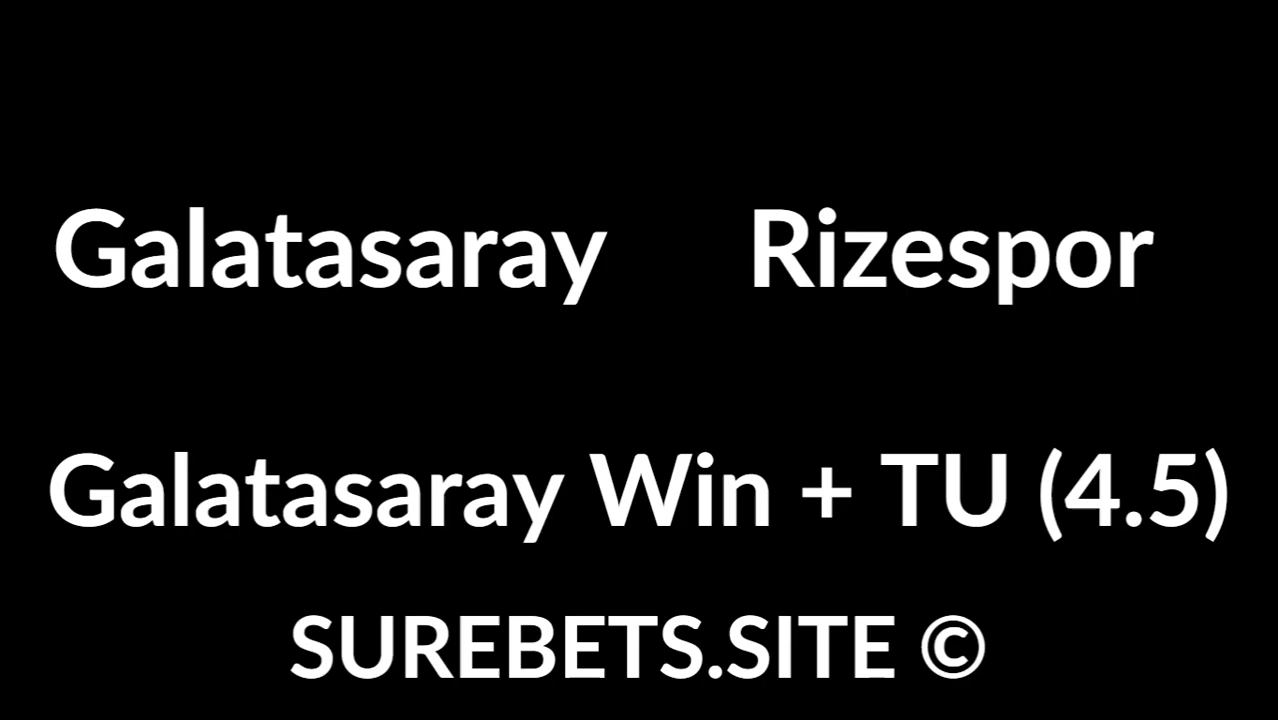 Galatasaray Rizespor
Galatasaray Win + TU (4.5)
SUREBETS.SITE ©